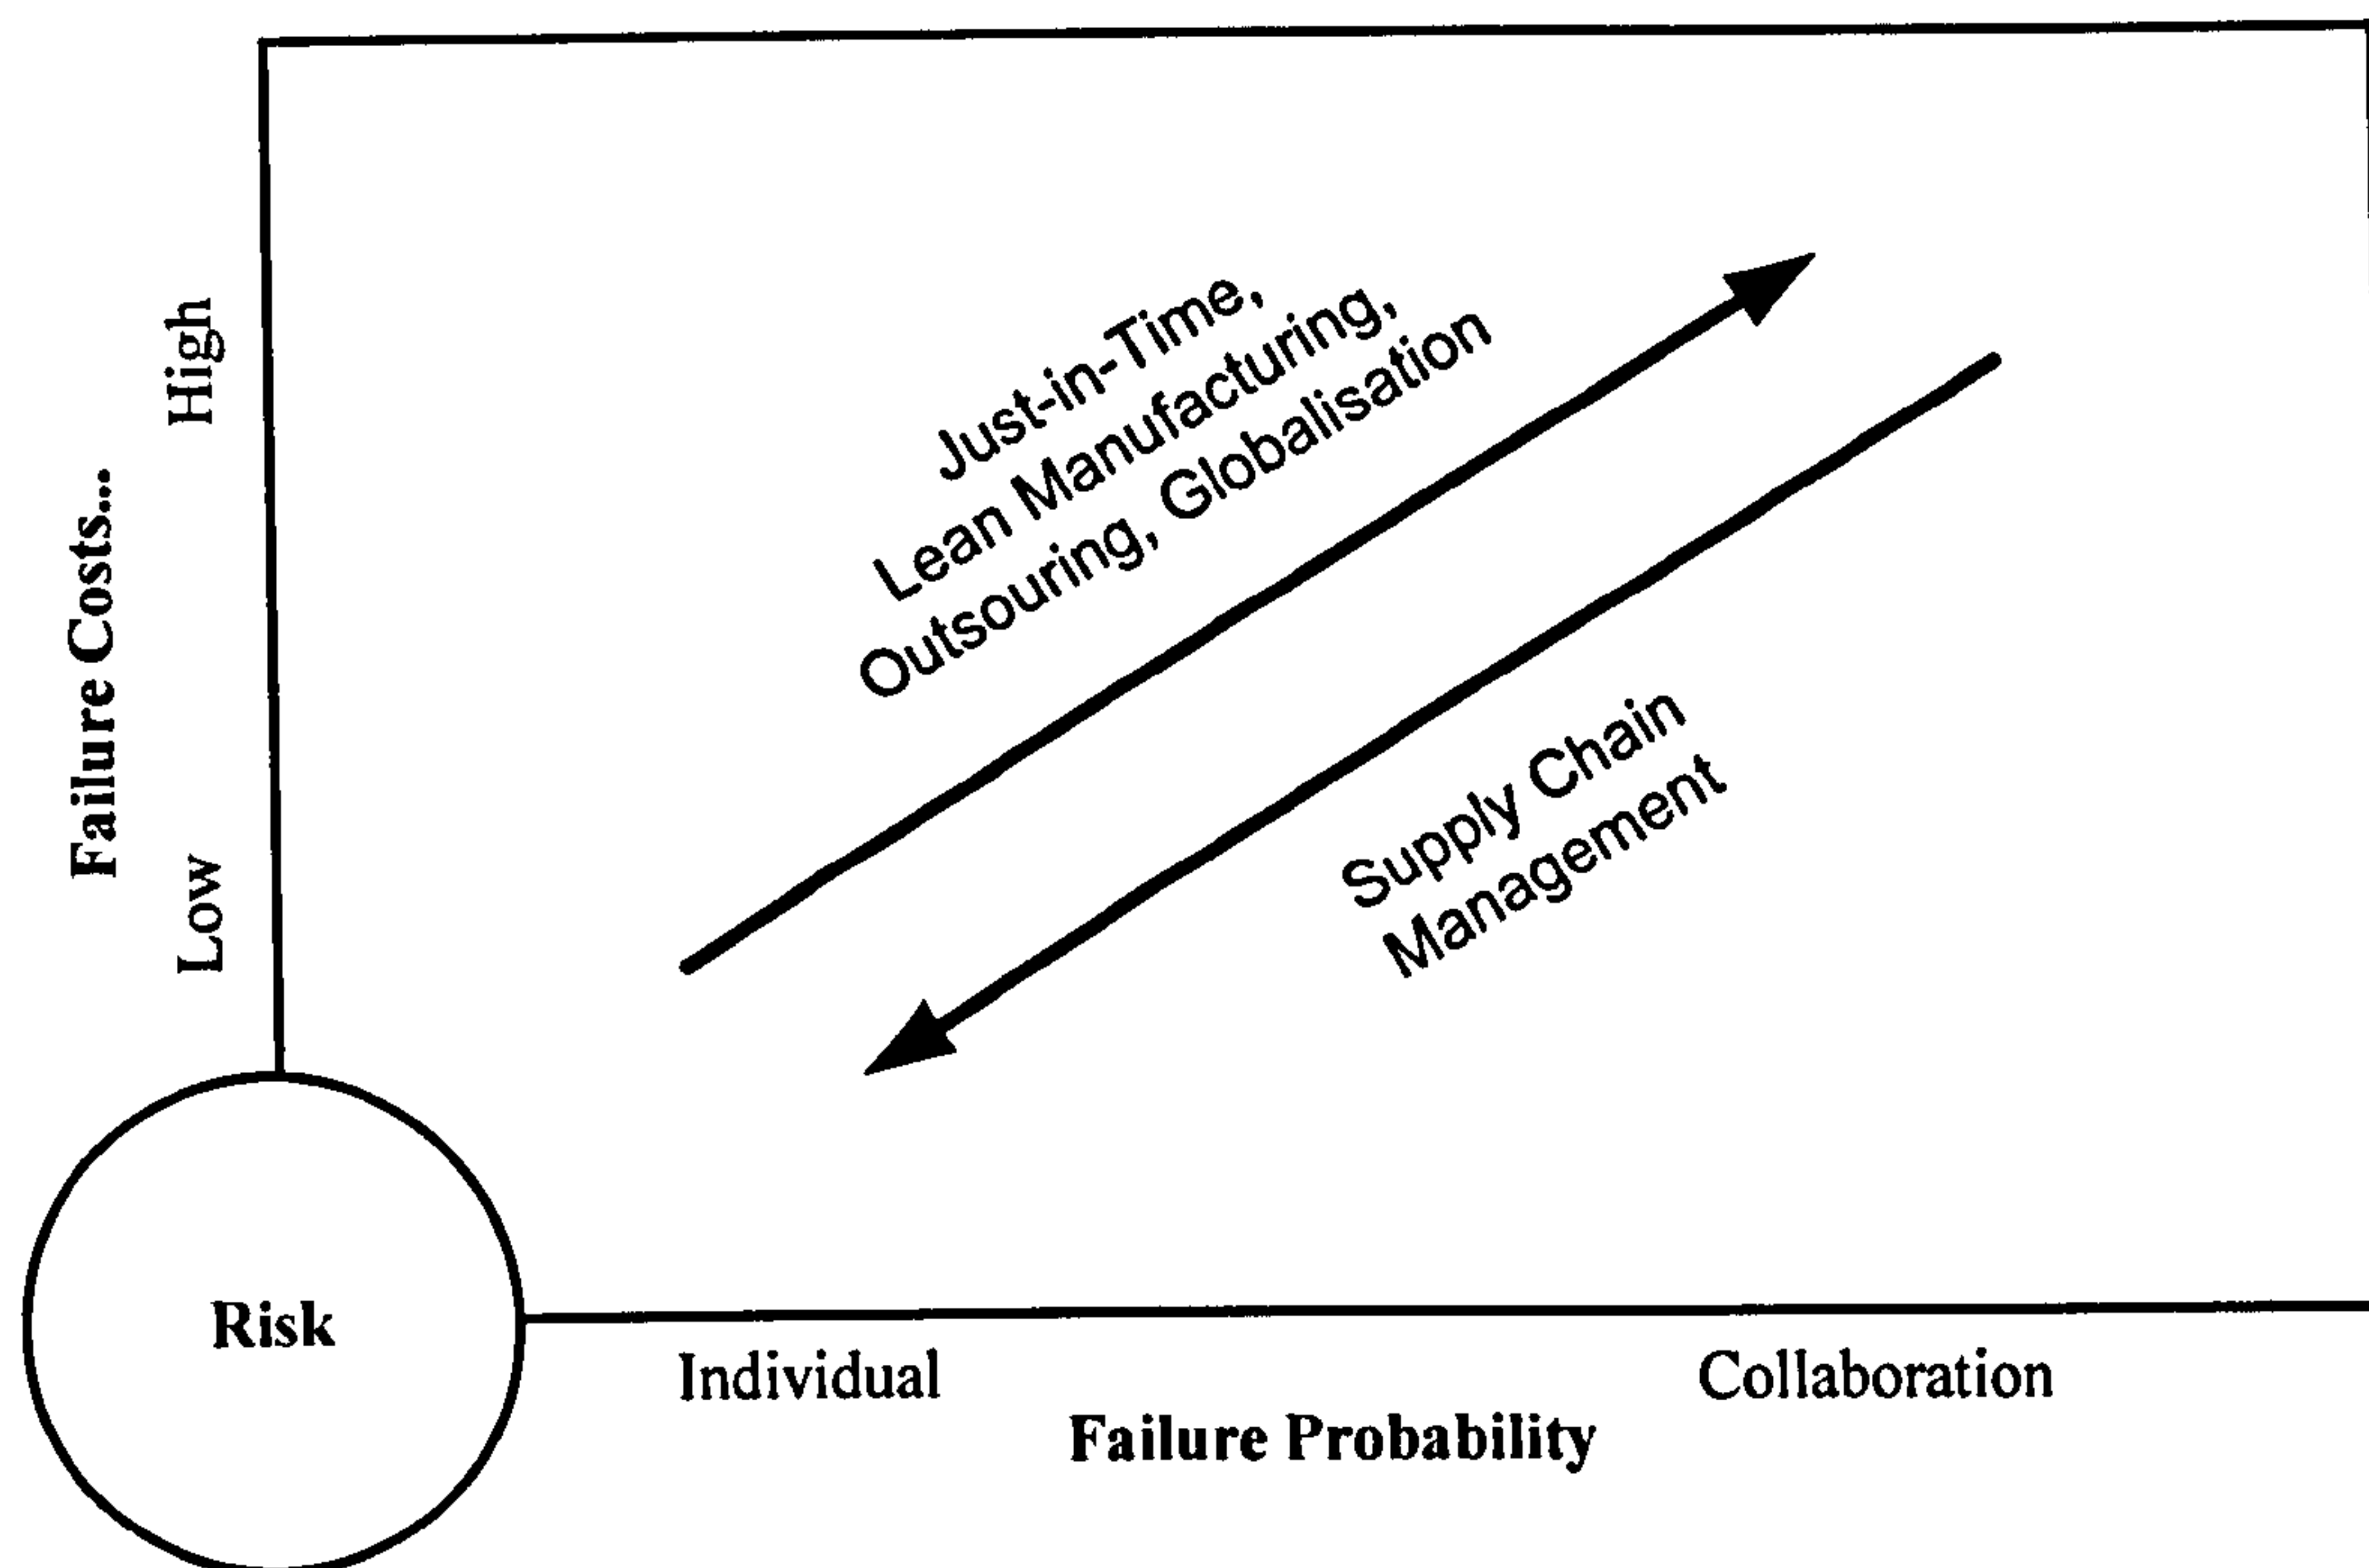 Just-in-Time,
Lean Manufacturing,
Outsouring, Globalisation
High
Failure Costs...
Low
Supply Chain
Management
Risk
Individual
Collaboration
Failure Probability